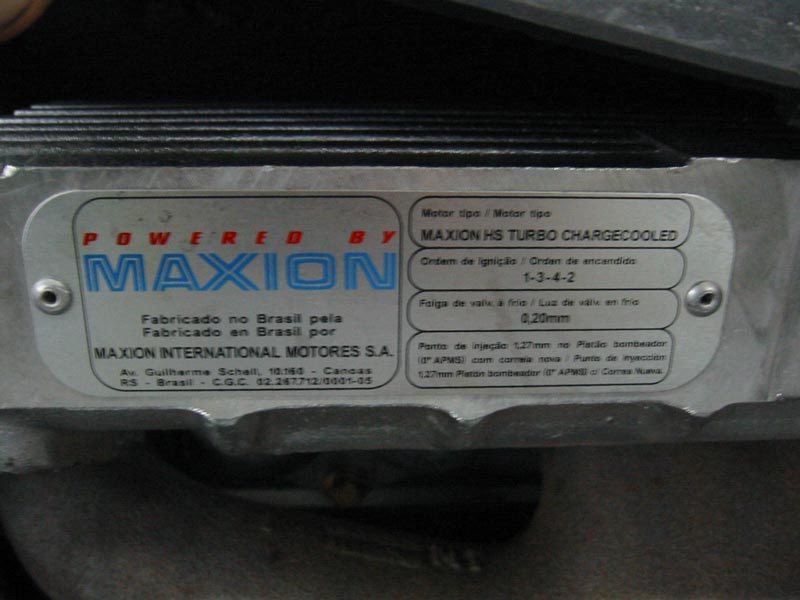 POWERED BY
MAXION
Fabricado no Brasil pela
Fabricado en Brasil por
MAXION INTERNATIONAL MOTORES S.A.
Av. Guilherme Schell, 10.160 - Canoas
RS - Brasil - C.G.C. 02.267.712/0001-05
Motor tipo / Motor tipo
MAXION HS TURBO CHARGECOOLED
Ordem de ignição / Orden de encendido
1-3-4-2
Folga de valv. à frio / Luz de válv. en frio
0,20mm
Ponto de injeção 1,27mm no Pistão bombeador
(0° APMS) com correia nova / Punto de inyección
1,27mm Pistón bombeador (0° APMS) c/ Correa Nueva.